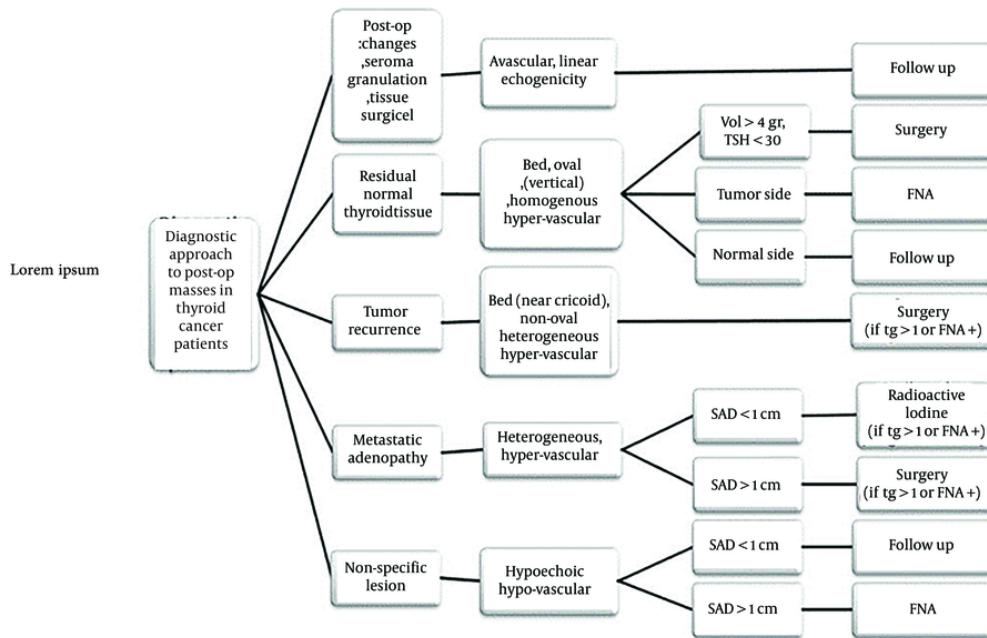 Lorem ipsum
Diagnostic
approach
to post-op
masses in
thyroid
cancer
patients
Post-op
:changes
,seroma
granulation
,tissue
surgicel
Avascular, linear
echogenicity
Follow up
Residual
normal
thyroidtissue
Bed, oval
,(vertical)
,homogenous
hyper-vascular
Vol > 4 gr,
TSH < 30
Surgery
Tumor side
FNA
Normal side
Follow up
Tumor
recurrence
Bed (near cricoid),
non-oval
heterogeneous
hyper-vascular
Surgery
(if tg > 1 or FNA +)
Metastatic
adenopathy
Heterogeneous,
hyper-vascular
SAD < 1 cm
Radioactive
lodine
(if tg > 1 or FNA +)
SAD > 1 cm
Surgery
(if tg > 1 or FNA +)
Non-specific
lesion
Hypoechoic
hypo-vascular
SAD < 1 cm
Follow up
SAD > 1 cm
FNA